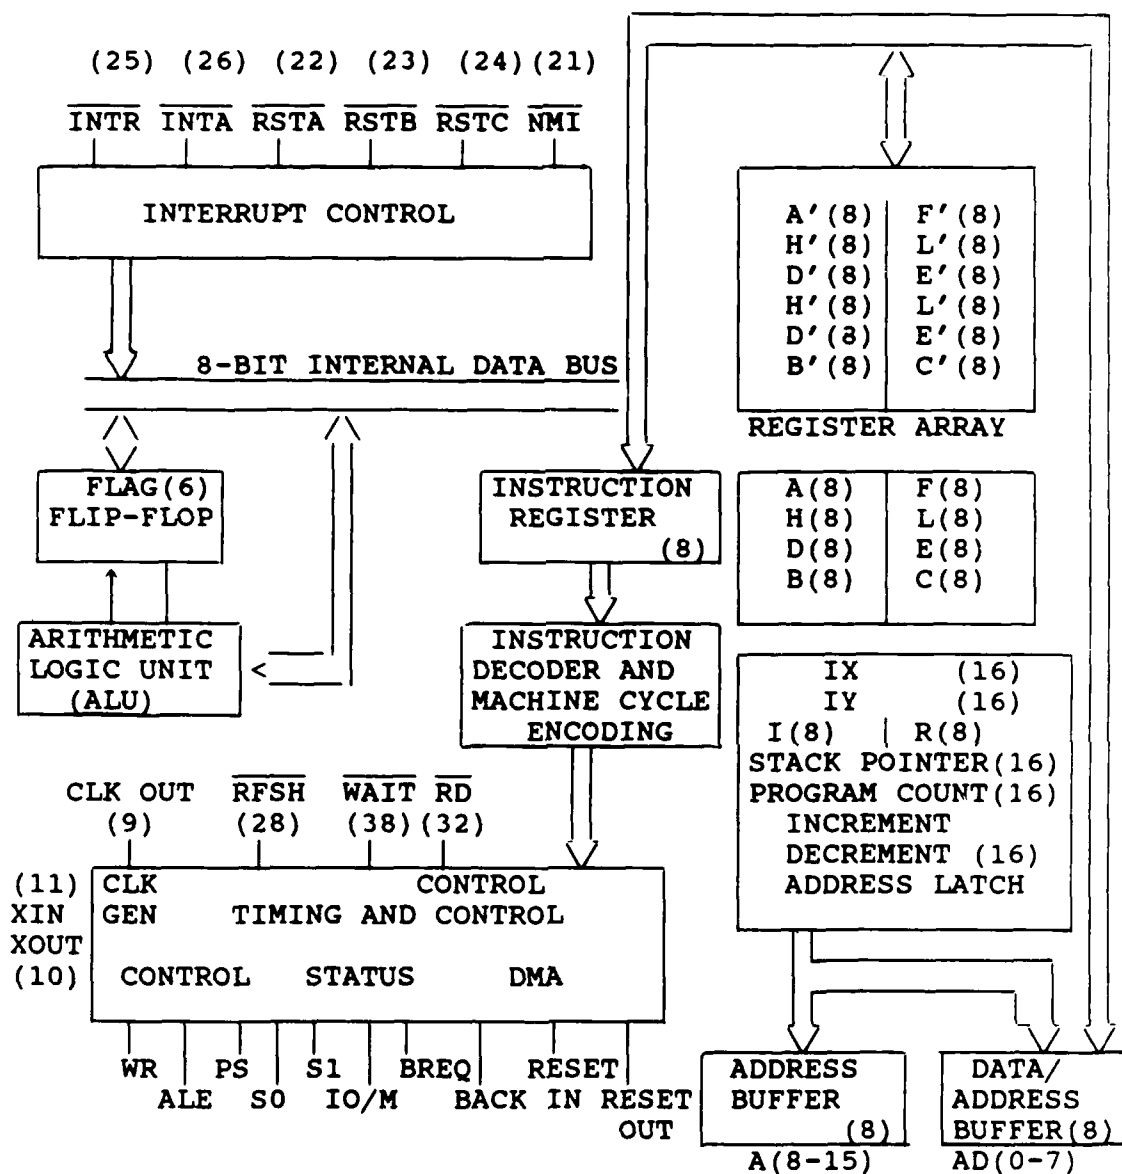 (25) (26) (22) (23) (24) (21)
INTR INTA RSTA RSTB RSTC NMI
INTERRUPT CONTROL
8-BIT INTERNAL DATA BUS
A'(8) F'(8)
H'(8) L'(8)
D'(8) E'(8)
H'(8) L'(8)
D'(8) E'(8)
B'(8) C'(8)
REGISTER ARRAY
FLAG(6)
FLIP-FLOP
INSTRUCTION
REGISTER
(8)
A(8) F(8)
H(8) L(8)
D(8) E(8)
B(8) C(8)
ARITHMETIC
LOGIC UNIT
(ALU)
INSTRUCTION
DECODER AND
MACHINE CYCLE
ENCODING
IX (16)
IY (16)
I(8) R(8)
STACK POINTER(16)
PROGRAM COUNT(16)
INCREMENT
DECREMENT (16)
ADDRESS LATCH
CLK OUT RFSH WAIT RD
(9) (28) (38) (32)
(11) CLK CONTROL
XIN GEN TIMING AND CONTROL
XOUT
(10) CONTROL STATUS DMA
WR PS S1 BREQ RESET
ALE S0 IO/M BACK IN RESET
OUT
ADDRESS
BUFFER
(8)
A(8-15)
DATA/
ADDRESS
BUFFER(8)
AD(0-7)